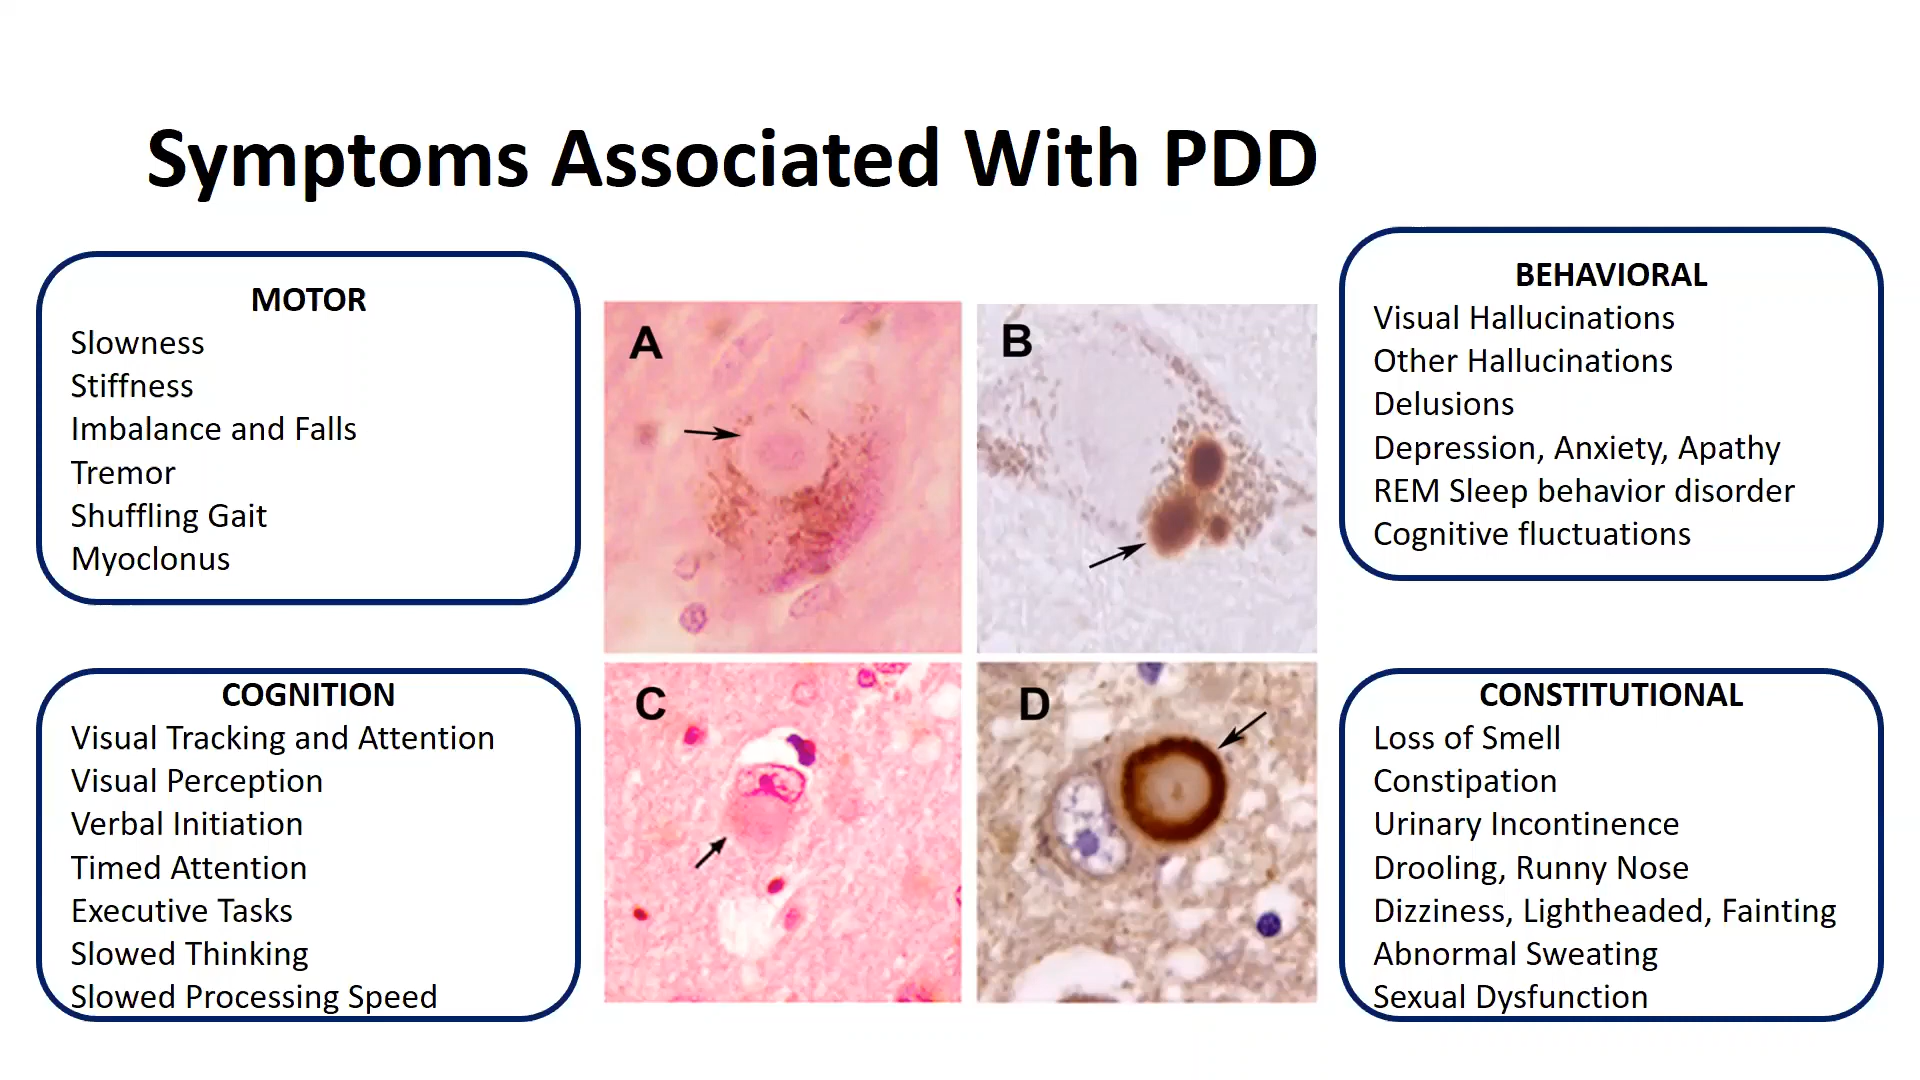 Symptoms Associated With PDD
MOTOR
Slowness
Stiffness
Imbalance and Falls
Tremor
Shuffling Gait
Myoclonus
COGNITION
Visual Tracking and Attention
Visual Perception
Verbal Initiation
Timed Attention
Executive Tasks
Slowed Thinking
Slowed Processing Speed
A
B
C
D
BEHAVIORAL
Visual Hallucinations
Other Hallucinations
Delusions
Depression, Anxiety, Apathy
REM Sleep behavior disorder
Cognitive fluctuations
CONSTITUTIONAL
Loss of Smell
Constipation
Urinary Incontinence
Drooling, Runny Nose
Dizziness, Lightheaded, Fainting
Abnormal Sweating
Sexual Dysfunction